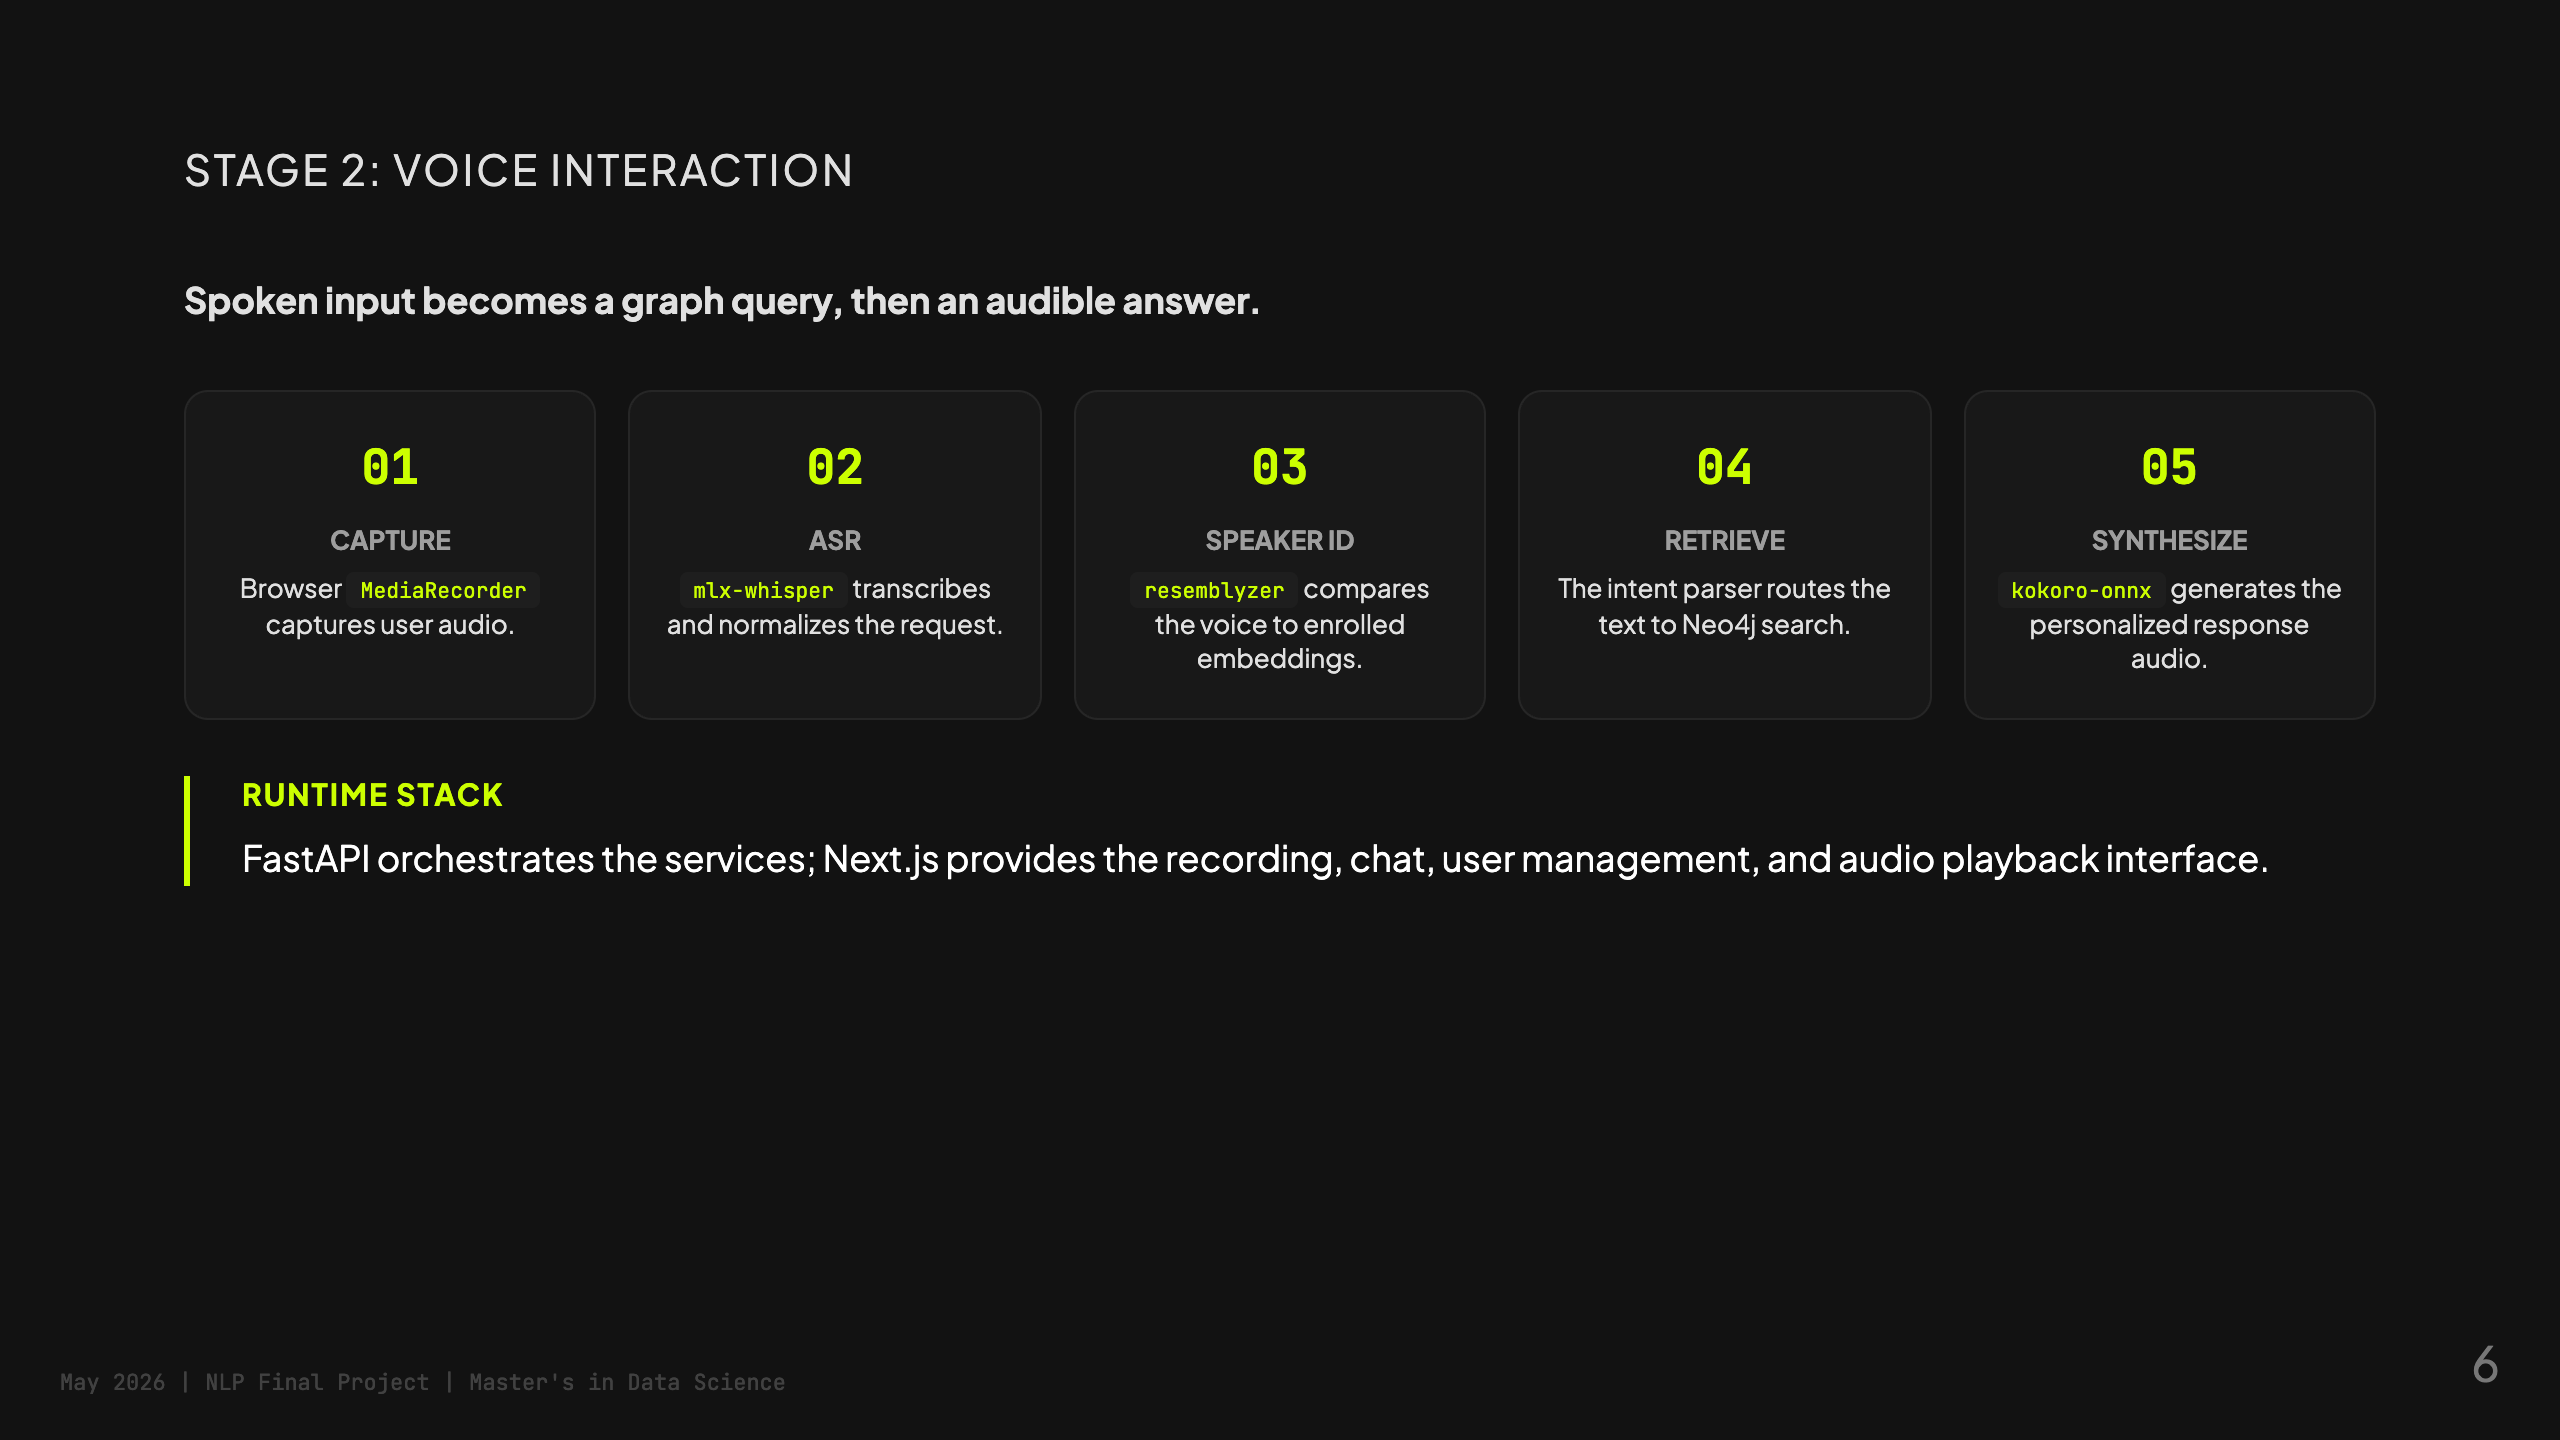 STAGE 2: VOICE INTERACTION
Spoken input becomes a graph query, then an audible answer.
01
CAPTURE
Browser MediaRecorder
captures user audio.
02
ASR
mlx-whisper transcribes
and normalizes the request.
03
SPEAKER ID
resemblyzer compares
the voice to enrolled
embeddings.
04
RETRIEVE
The intent parser routes the
text to Neo4j search.
05
SYNTHESIZE
kokoro-onnx generates the
personalized response
audio.
RUNTIME STACK
FastAPI orchestrates the services; Next.js provides the recording, chat, user management, and audio playback interface.
May 2026 | NLP Final Project | Master's in Data Science
6